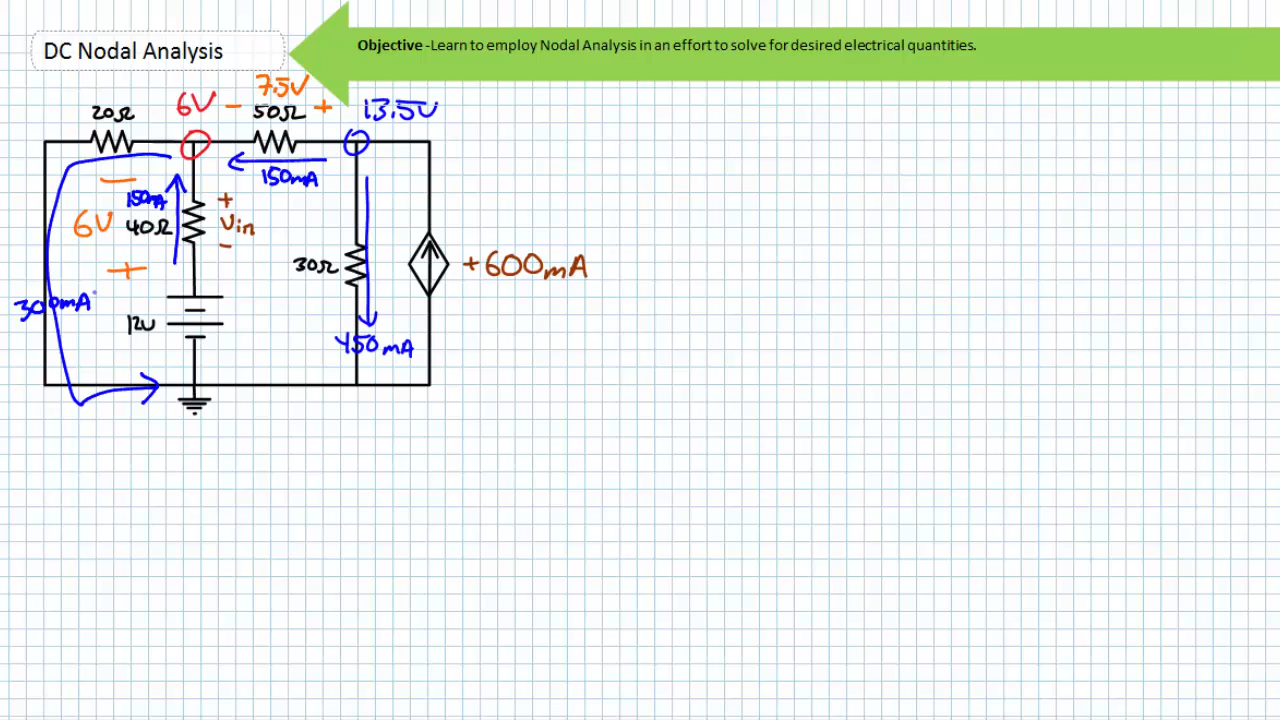 DC Nodal Analysis
Objective -Learn to employ Nodal Analysis in an effort to solve for desired electrical quantities.
7.5V
20Ω 6V - 50Ω + 13.5V
150mA
-
150mA +
6V 40Ω Vin
-
+ 30Ω +600mA
300mA
12V
450mA